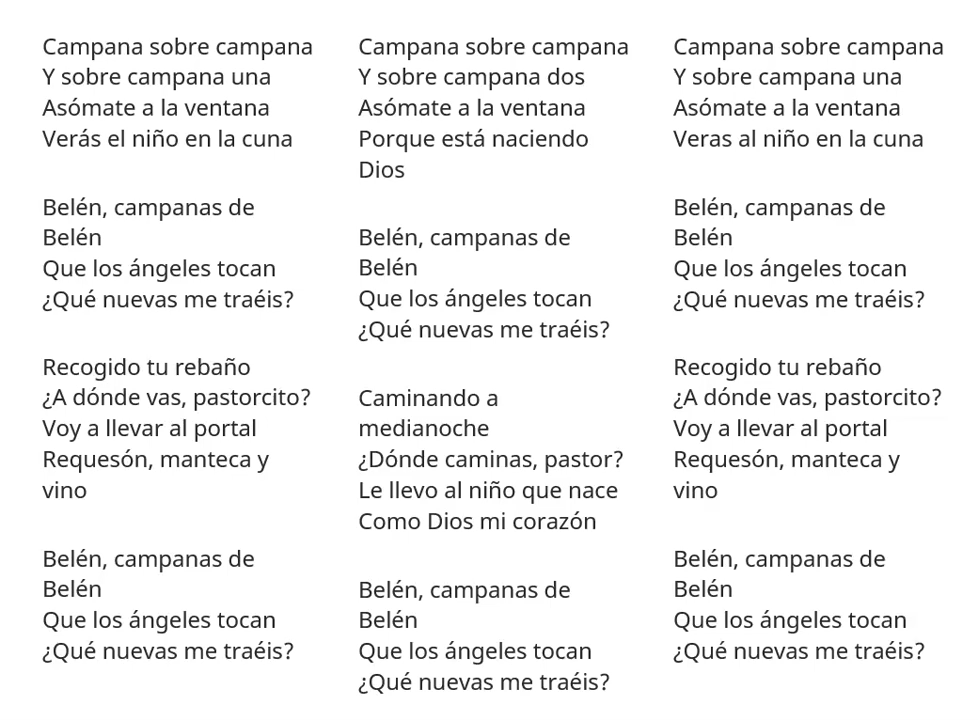 Campana sobre campana
Y sobre campana una
Asómate a la ventana
Verás el niño en la cuna
Belén, campanas de
Belén
Que los ángeles tocan
¿Qué nuevas me traéis?
Recogido tu rebaño
¿A dónde vas, pastorcito?
Voy a llevar al portal
Requesón, manteca y
vino
Belén, campanas de
Belén
Que los ángeles tocan
¿Qué nuevas me traéis?
Campana sobre campana
Y sobre campana dos
Asómate a la ventana
Porque está naciendo
Dios
Belén, campanas de
Belén
Que los ángeles tocan
¿Qué nuevas me traéis?
Caminando a
medianoche
¿Dónde caminas, pastor?
Le llevo al niño que nace
Como Dios mi corazón
Belén, campanas de
Belén
Que los ángeles tocan
¿Qué nuevas me traéis?
Campana sobre campana
Y sobre campana una
Asómate a la ventana
Veras al niño en la cuna
Belén, campanas de
Belén
Que los ángeles tocan
¿Qué nuevas me traéis?
Recogido tu rebaño
¿A dónde vas, pastorcito?
Voy a llevar al portal
Requesón, manteca y
vino
Belén, campanas de
Belén
Que los ángeles tocan
¿Qué nuevas me traéis?